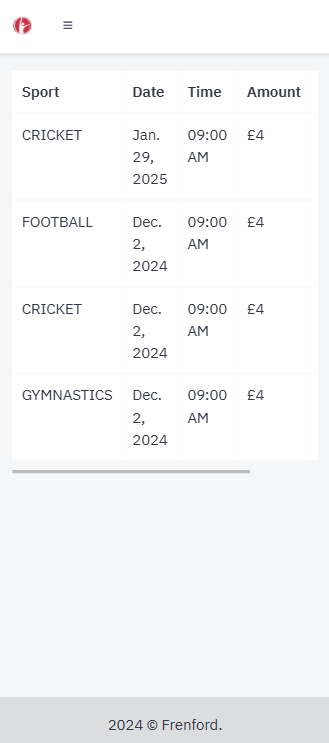 Sport Date Time Amount
CRICKET Jan. 09:00 £4
29, AM
2025
FOOTBALL Dec. 09:00 £4
2, AM
2024
CRICKET Dec. 09:00 £4
2, AM
2024
GYMNASTICS Dec. 09:00 £4
2, AM
2024
2024 © Frenford.